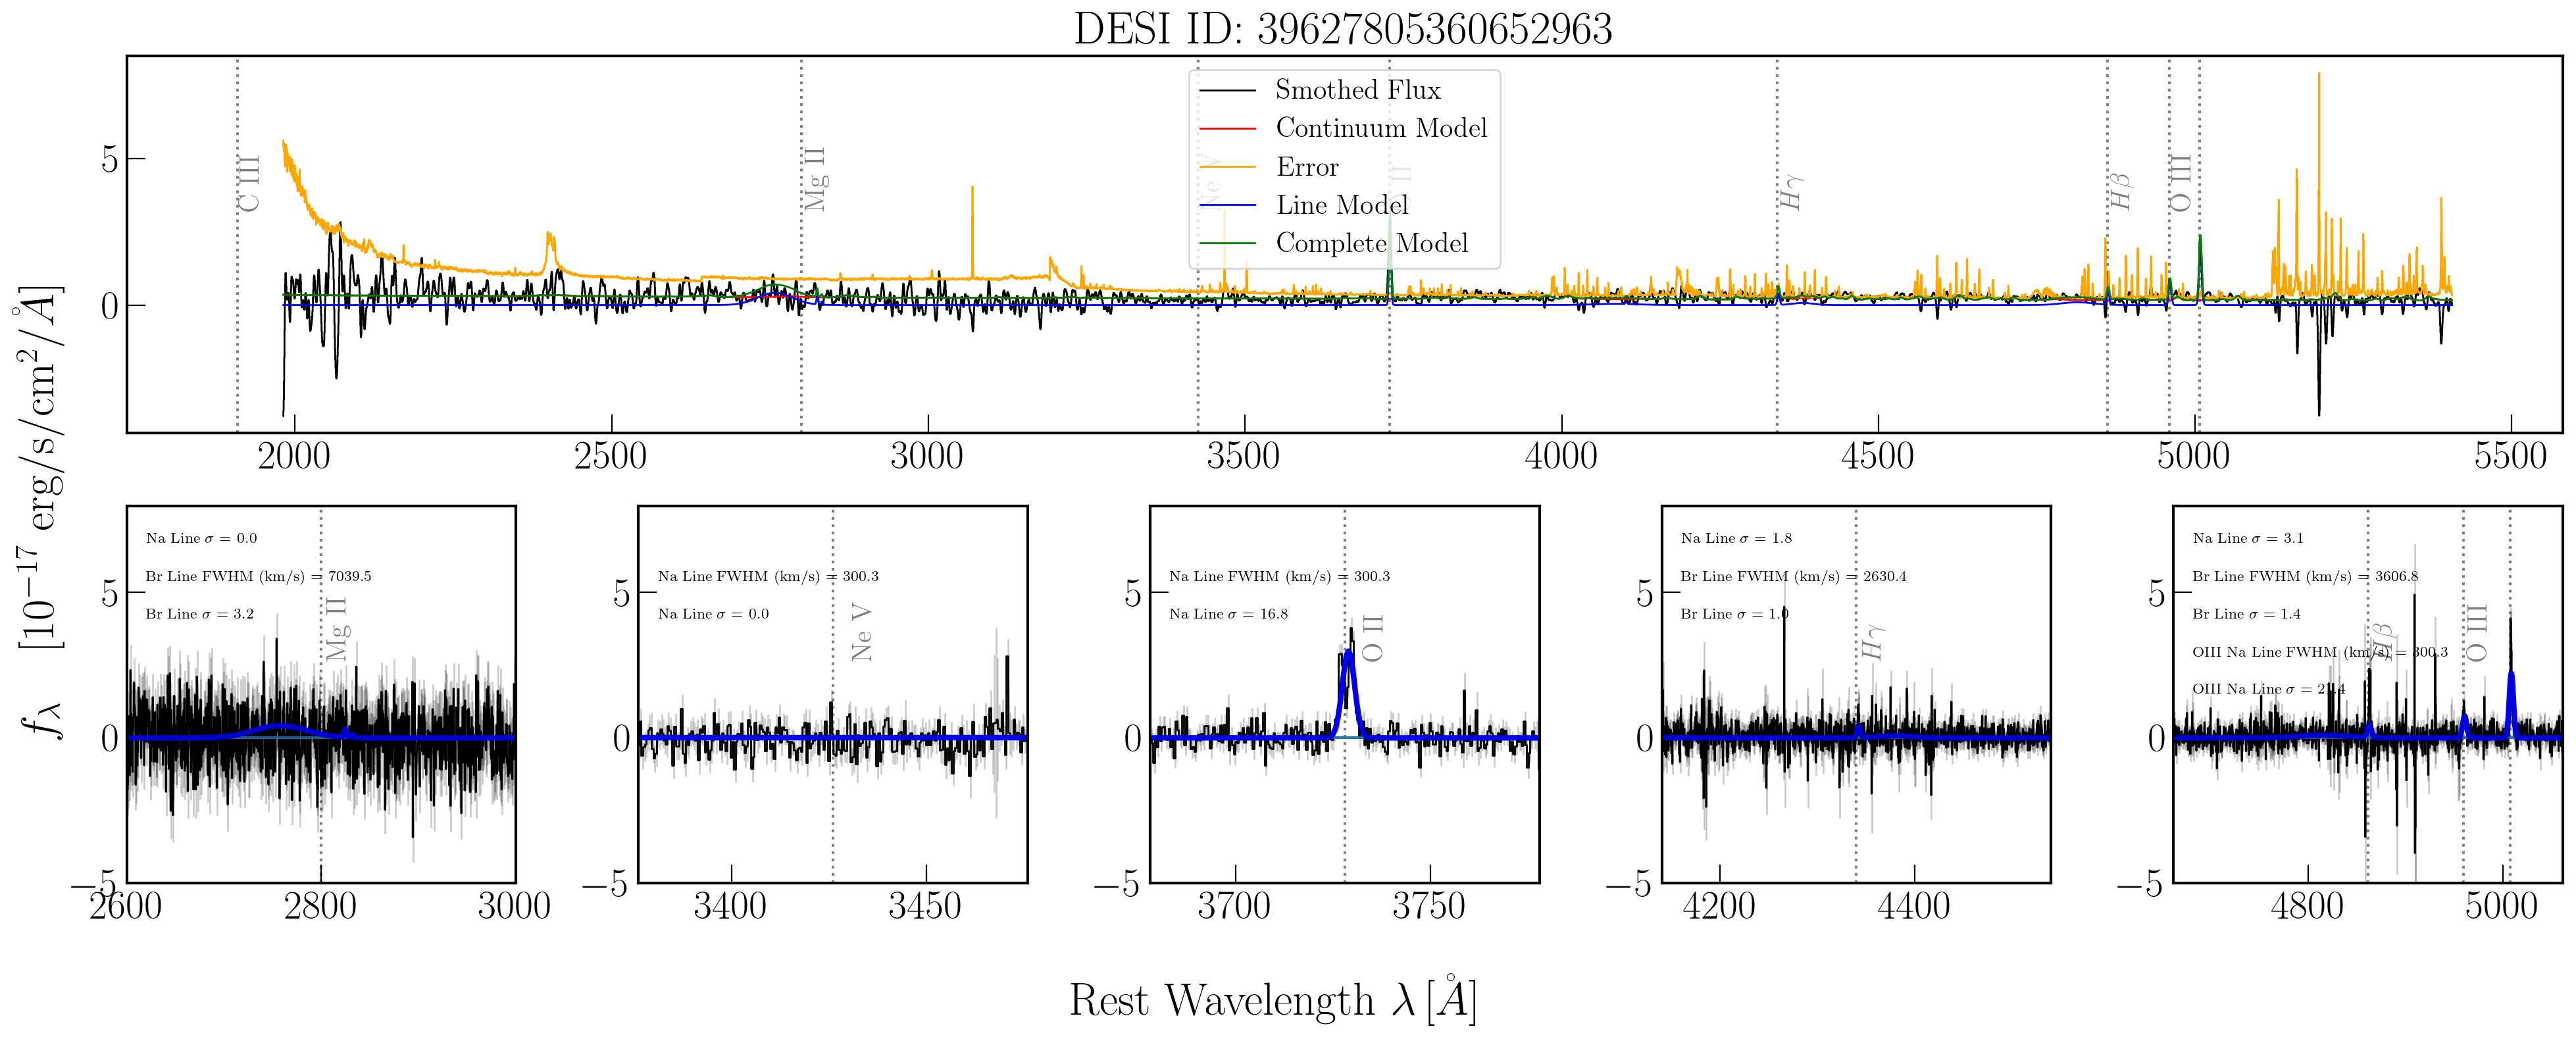 DESI ID: 39627805360652963
Smothed Flux
Continuum Model
Error
Line Model
Complete Model
C III
Mg II
Ne V
Hγ
Hβ
O III
5
0
2000 2500 3000 3500 4000 4500 5000 5500
f_λ [10^{-17} erg/s/cm²/Å]
Na Line σ = 0.0
Br Line FWHM (km/s) = 7039.5
Br Line σ = 3.2
Mg II
5
0
−5
2600 2800 3000
Na Line FWHM (km/s) = 300.3
Na Line σ = 0.0
Ne V
5
0
−5
3400 3450
Na Line FWHM (km/s) = 300.3
Na Line σ = 16.8
O II
5
0
−5
3700 3750
Na Line σ = 1.8
Br Line FWHM (km/s) = 2630.4
Br Line σ = 1.0
Hγ
5
0
−5
4200 4400
Na Line σ = 3.1
Br Line FWHM (km/s) = 3606.8
Br Line σ = 1.4
OIII Na Line FWHM (km/s) = 300.3
OIII Na Line σ =
Hβ
O III
5
0
−5
4800 5000
Rest Wavelength λ [Å]